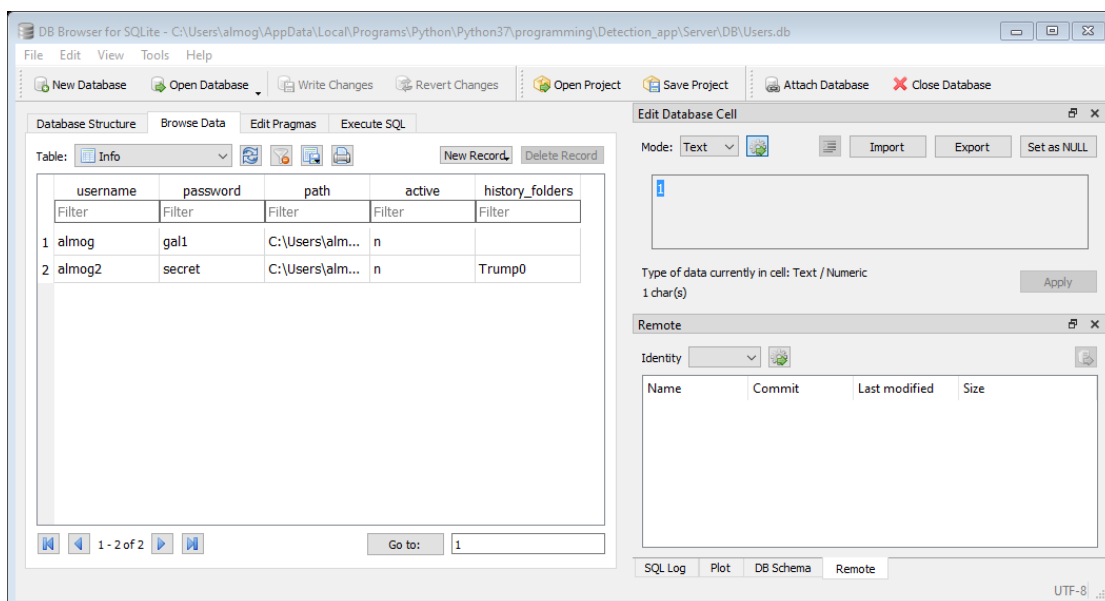 DB Browser for SQLite - C:\Users\almog\AppData\Local\Programs\Python\Python37\programming\Detection_app\Server\DB\Users.db
File Edit View Tools Help
New Database Open Database Write Changes Revert Changes Open Project Save Project Attach Database Close Database
Database Structure Browse Data Edit Pragmas Execute SQL
Table: Info New Record Delete Record
username password path active history_folders
Filter Filter Filter Filter Filter
1 almog gal1 C:\Users\alm... n
2 almog2 secret C:\Users\alm... n Trump0
1 - 2 of 2 Go to: 1
Edit Database Cell
Mode: Text Import Export Set as NULL
1
Type of data currently in cell: Text / Numeric
1 char(s)
Apply
Remote
Identity
Name Commit Last modified Size
SQL Log Plot DB Schema Remote
UTF-8